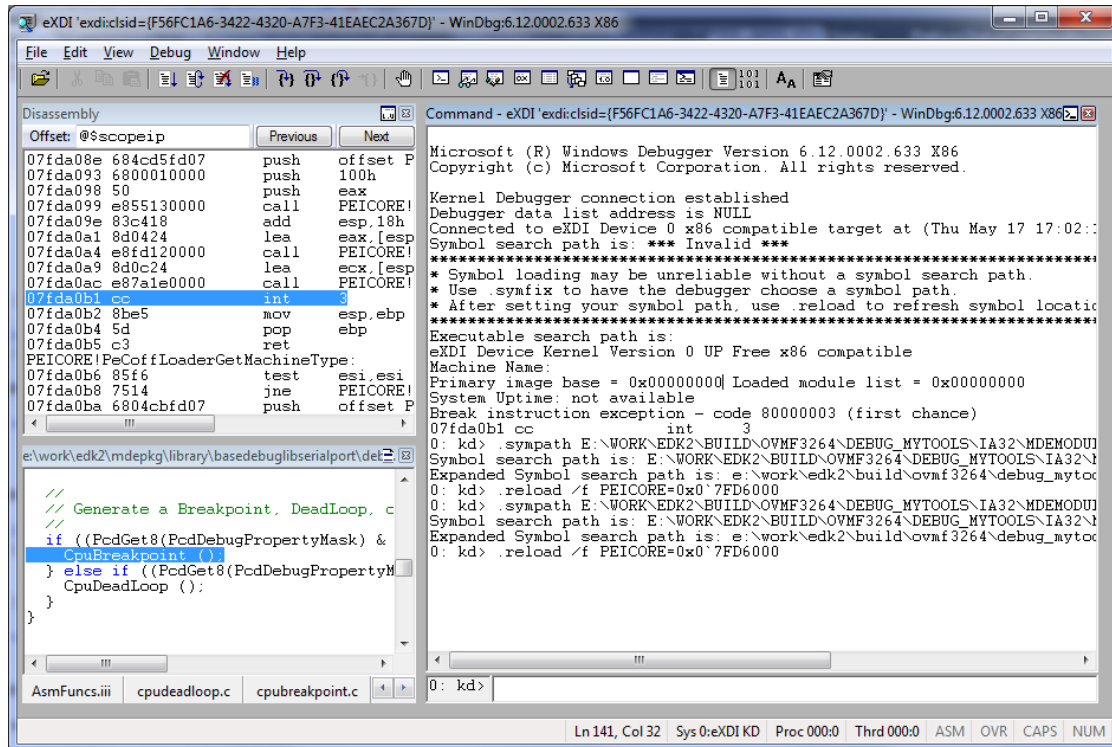 eXDI 'exdi:clsid={F56FC1A6-3422-4320-A7F3-41EAEC2A367D}' - WinDbg:6.12.0002.633 X86
File Edit View Debug Window Help
Disassembly
Offset: @$scopeip Previous Next
07fda08e 684cd5fd07 push offset P
07fda093 6800010000 push 100h
07fda098 50 push eax
07fda099 e855130000 call PEICORE!
07fda09e 83c418 add esp,18h
07fda0a1 8d0424 lea eax,[esp
07fda0a4 e8fd120000 call PEICORE!
07fda0a9 8d0c24 lea ecx,[esp
07fda0ac e87a1e0000 call PEICORE!
07fda0b1 cc int 3
07fda0b2 8be5 mov esp,ebp
07fda0b4 5d pop ebp
07fda0b5 c3 ret
PEICORE!PeCoffLoaderGetMachineType:
07fda0b6 85f6 test esi,esi
07fda0b8 7514 jne PEICORE!
07fda0ba 6804cbfd07 push offset P
e:\work\edk2\mdepkg\library\basedebuglibserialport\deb
//
// Generate a Breakpoint, DeadLoop, c
//
if ((PcdGet8(PcdDebugPropertyMask) &
CpuBreakpoint ();
} else if ((PcdGet8(PcdDebugPropertyM
CpuDeadLoop ();
}
}
AsmFuncs.iii cpudeadloop.c cpubreakpoint.c
Command - eXDI 'exdi:clsid={F56FC1A6-3422-4320-A7F3-41EAEC2A367D}' - WinDbg:6.12.0002.633 X86
Microsoft (R) Windows Debugger Version 6.12.0002.633 X86
Copyright (c) Microsoft Corporation. All rights reserved.
Kernel Debugger connection established
Debugger data list address is NULL
Connected to eXDI Device 0 x86 compatible target at (Thu May 17 17:02:1
Symbol search path is: *** Invalid ***
****************************************************************************
* Symbol loading may be unreliable without a symbol search path.
* Use .symfix to have the debugger choose a symbol path.
* After setting your symbol path, use .reload to refresh symbol locatio
****************************************************************************
Executable search path is:
eXDI Device Kernel Version 0 UP Free x86 compatible
Machine Name:
Primary image base = 0x00000000 Loaded module list = 0x00000000
System Uptime: not available
Break instruction exception - code 80000003 (first chance)
07fda0b1 cc int 3
0: kd> .sympath E:\WORK\EDK2\BUILD\OVMF3264\DEBUG_MYTOOLS\IA32\MDEMODUL
Symbol search path is: E:\WORK\EDK2\BUILD\OVMF3264\DEBUG_MYTOOLS\IA32\M
Expanded Symbol search path is: e:\work\edk2\build\ovmf3264\debug_mytoo
0: kd> .reload /f PEICORE=0x0`7FD6000
0: kd> .sympath E:\WORK\EDK2\BUILD\OVMF3264\DEBUG_MYTOOLS\IA32\MDEMODUL
Symbol search path is: E:\WORK\EDK2\BUILD\OVMF3264\DEBUG_MYTOOLS\IA32\M
Expanded Symbol search path is: e:\work\edk2\build\ovmf3264\debug_mytoo
0: kd> .reload /f PEICORE=0x0`7FD6000
0: kd>
Ln 141, Col 32 Sys 0:eXDI KD Proc 000:0 Thrd 000:0 ASM OVR CAPS NUM